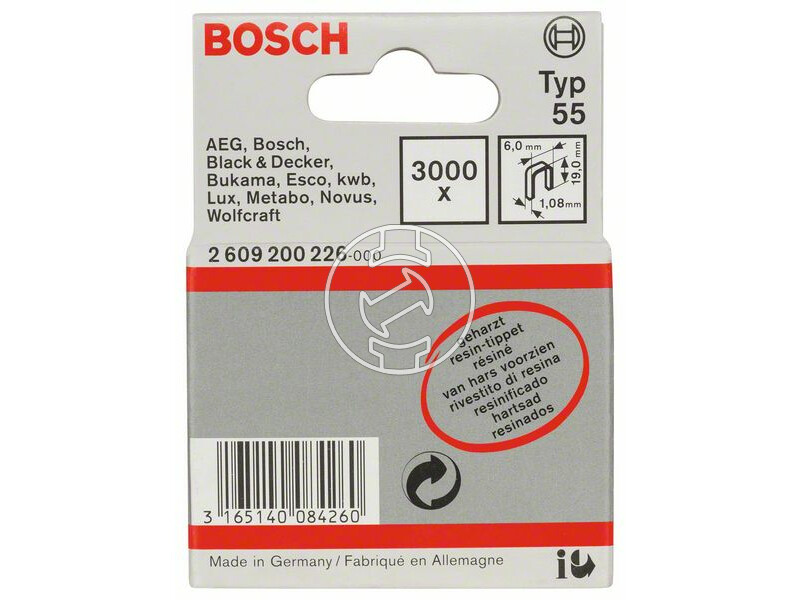 BOSCH
Typ
55
AEG, Bosch,
Black & Decker,
Bukama, Esco, kwb,
Lux, Metabo, Novus,
Wolfcraft
3000
x
6,0 mm
19,0 mm
1,08mm
2 609 200 226-000
geharzt
resin-tippet
résiné
van hars voorzien
rivestito di resina
resinificado
hartsad
resinados
3 165140 084260
Made in Germany / Fabriqué en Allemagne